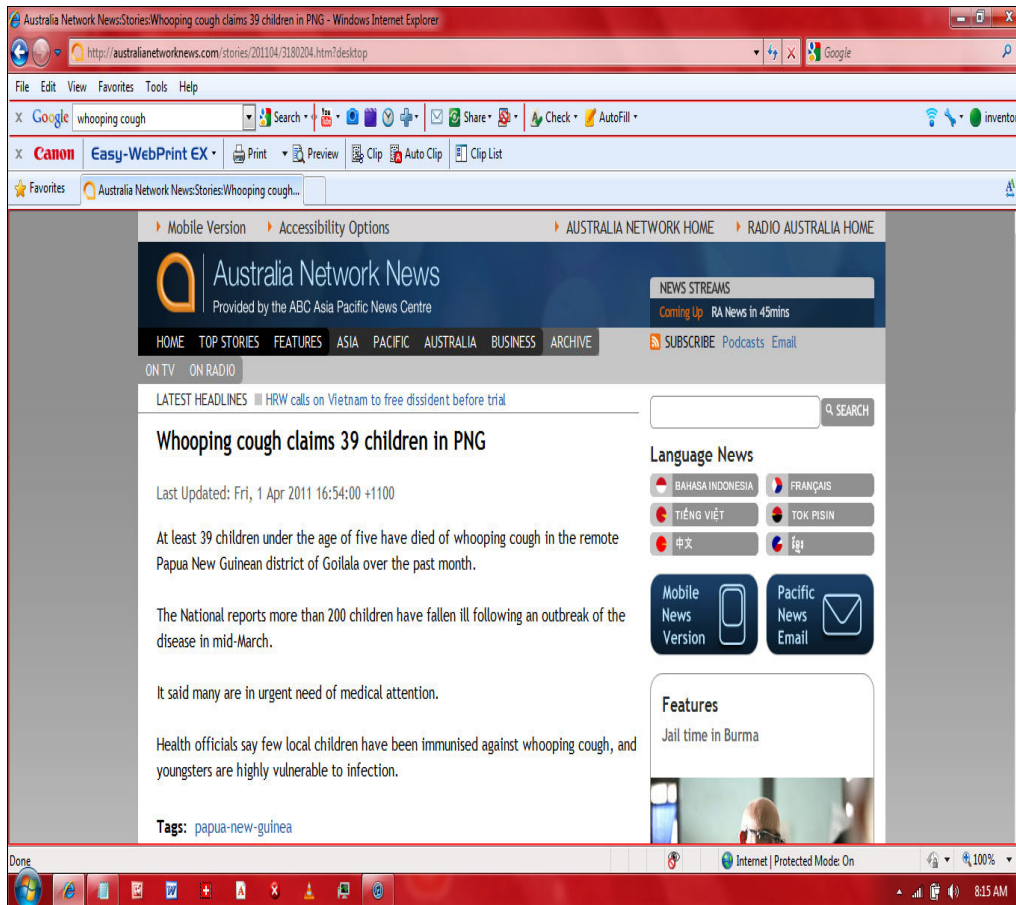 Australia Network News:Stories:Whooping cough claims 39 children in PNG - Windows Internet Explorer
http://australianetworknews.com/stories/201104/3180204.htm?desktop
Google
File Edit View Favorites Tools Help
x Google whooping cough Search Share Check AutoFill invento
x Canon Easy-WebPrint EX Print Preview Clip Auto Clip Clip List
Favorites Australia Network News:Stories:Whooping cough...
Mobile Version Accessibility Options AUSTRALIA NETWORK HOME RADIO AUSTRALIA HOME
Australia Network News
Provided by the ABC Asia Pacific News Centre
NEWS STREAMS
Coming Up RA News in 45mins
HOME TOP STORIES FEATURES ASIA PACIFIC AUSTRALIA BUSINESS ARCHIVE
ON TV ON RADIO
SUBSCRIBE Podcasts Email
LATEST HEADLINES HRW calls on Vietnam to free dissident before trial
SEARCH
Whooping cough claims 39 children in PNG
Last Updated: Fri, 1 Apr 2011 16:54:00 +1100
At least 39 children under the age of five have died of whooping cough in the remote
Papua New Guinean district of Goilala over the past month.
The National reports more than 200 children have fallen ill following an outbreak of the
disease in mid-March.
It said many are in urgent need of medical attention.
Health officials say few local children have been immunised against whooping cough, and
youngsters are highly vulnerable to infection.
Tags: papua-new-guinea
Language News
BAHASA INDONESIA FRANÇAIS
TIẾNG VIỆT TOK PISIN
中文 ខ្មែរ
Mobile
News
Version
Pacific
News
Email
Features
Jail time in Burma
Done Internet | Protected Mode: On 100%
8:15 AM